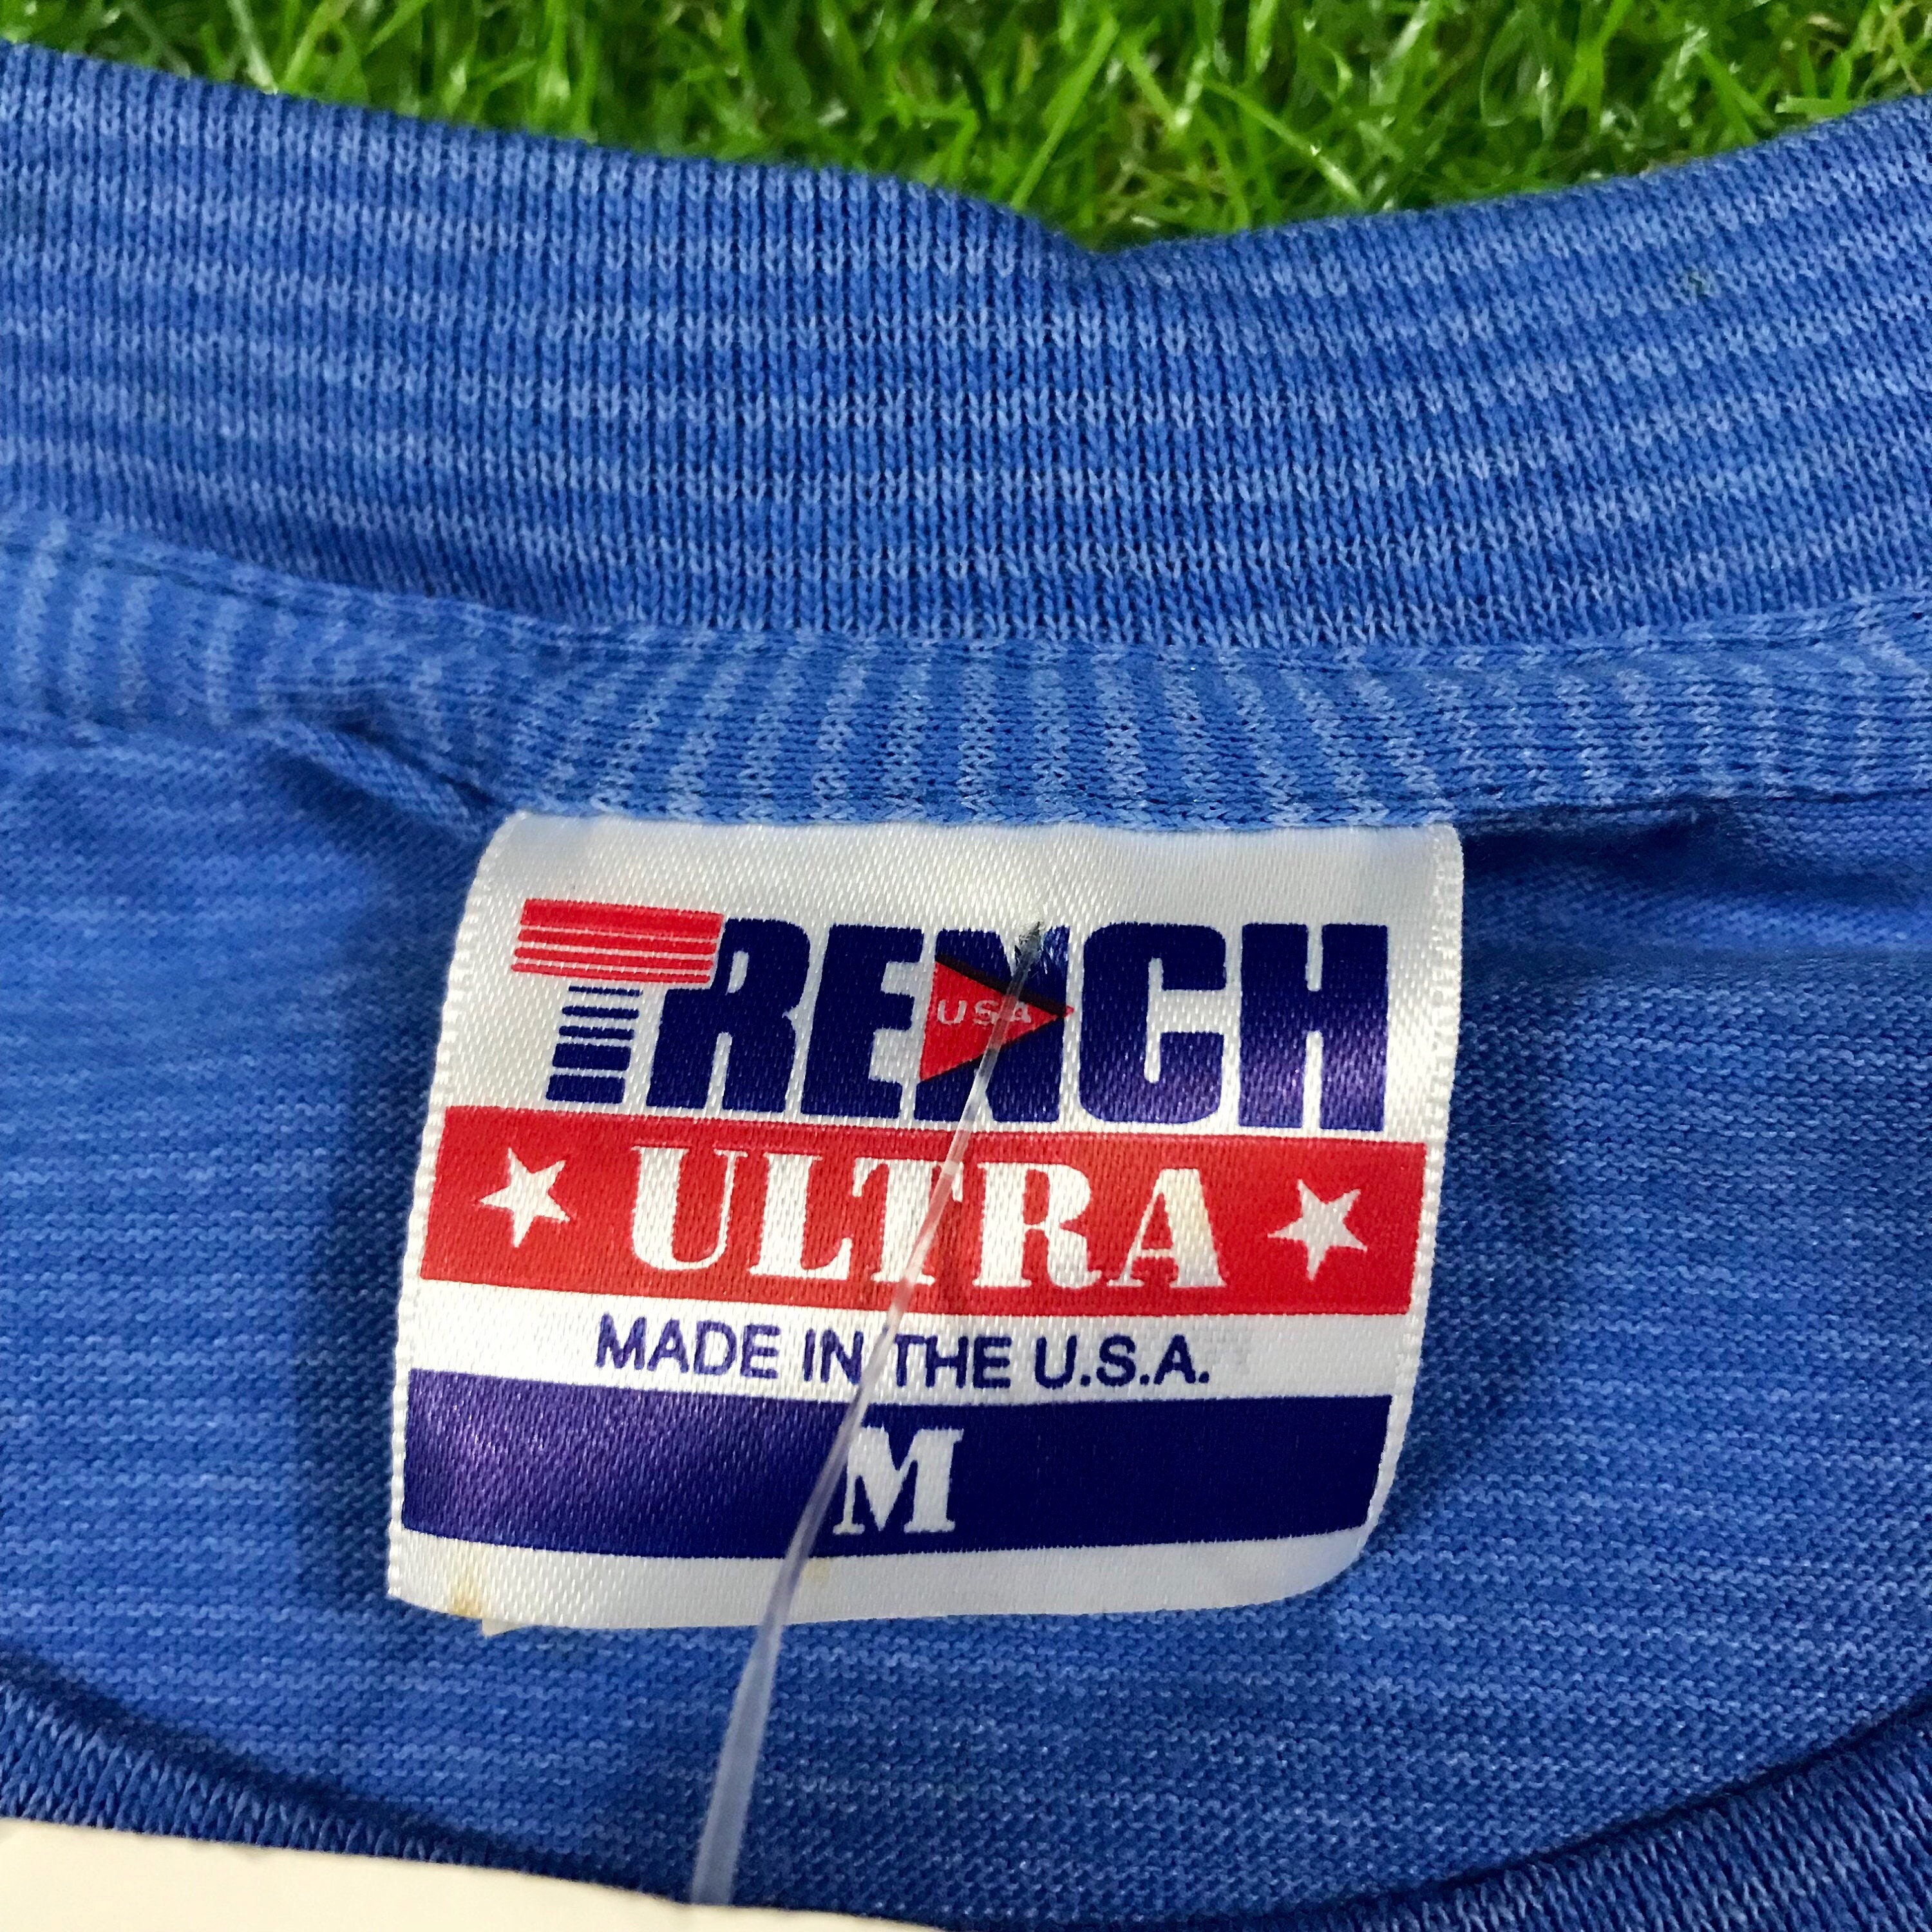 TRENCH
USA
ULTRA
MADE IN THE U.S.A.
M